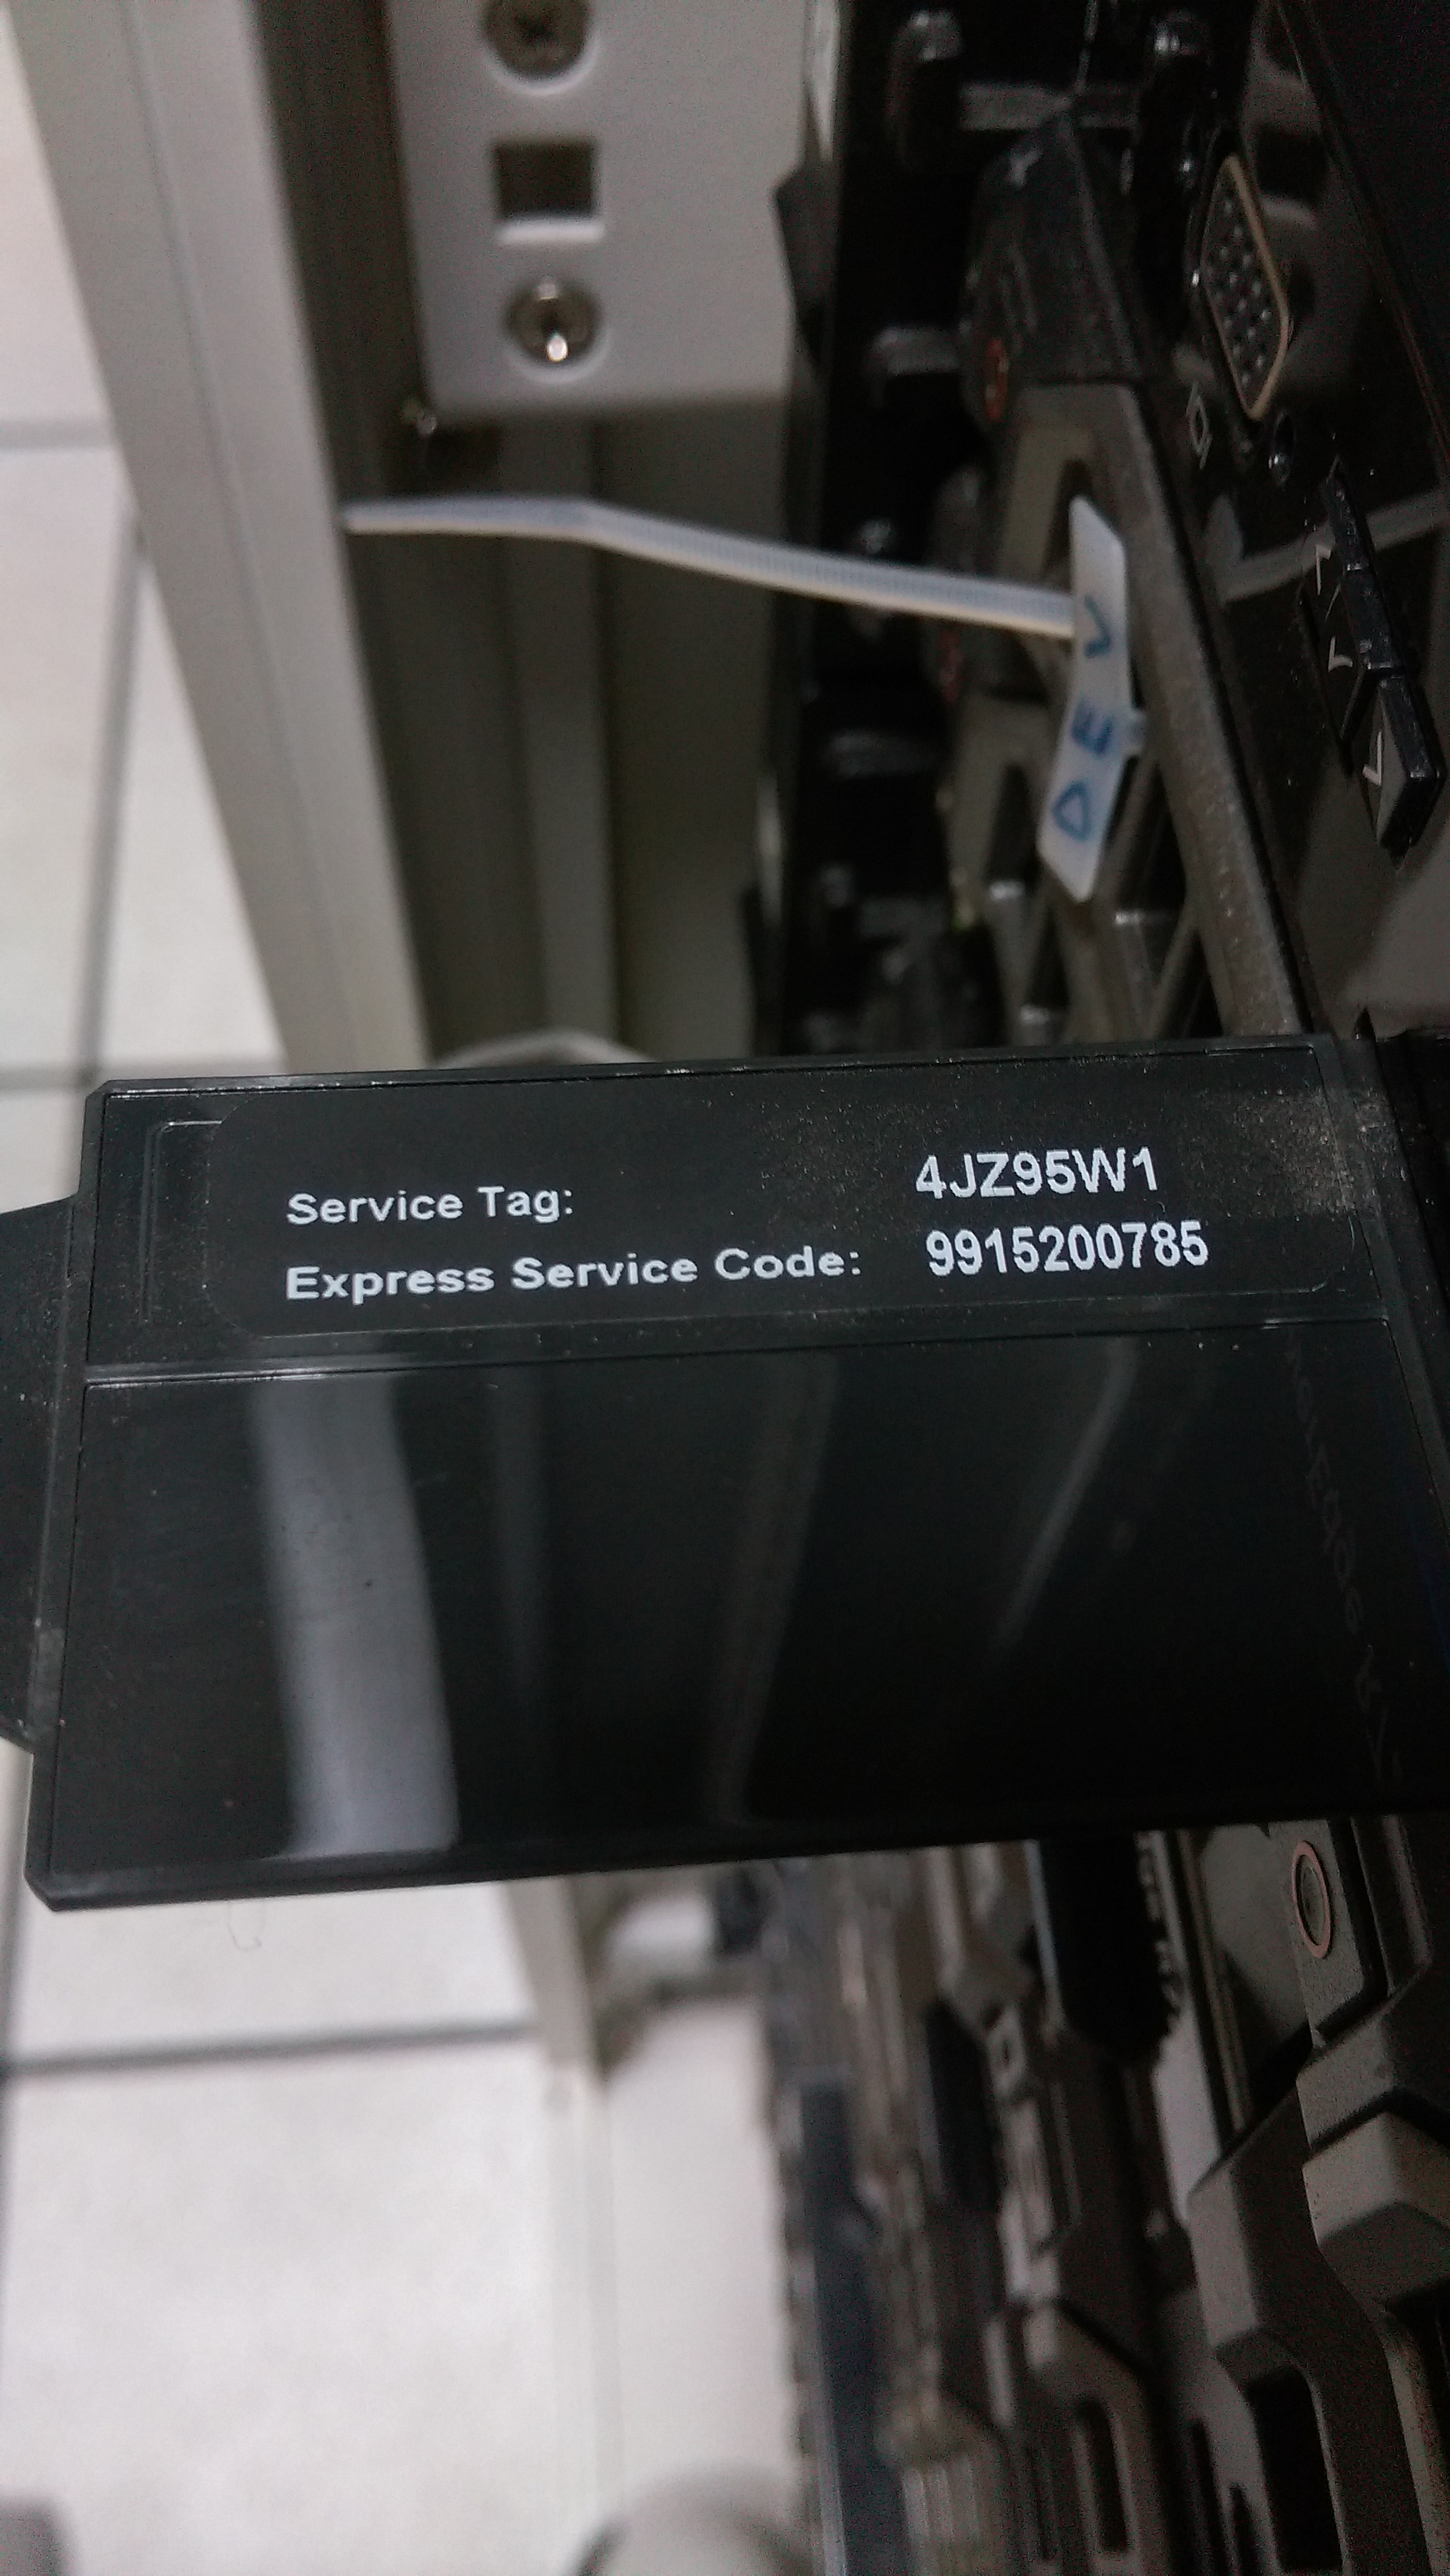 DEV
Service Tag: 4JZ95W1
Express Service Code: 9915200785